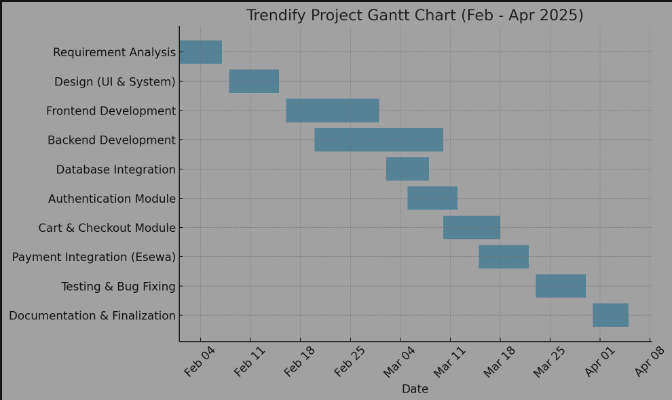 Trendify Project Gantt Chart (Feb - Apr 2025)
Requirement Analysis
Design (UI & System)
Frontend Development
Backend Development
Database Integration
Authentication Module
Cart & Checkout Module
Payment Integration (Esewa)
Testing & Bug Fixing
Documentation & Finalization
Feb 04
Feb 11
Feb 18
Feb 25
Mar 04
Mar 11
Mar 18
Mar 25
Apr 01
Apr 08
Date